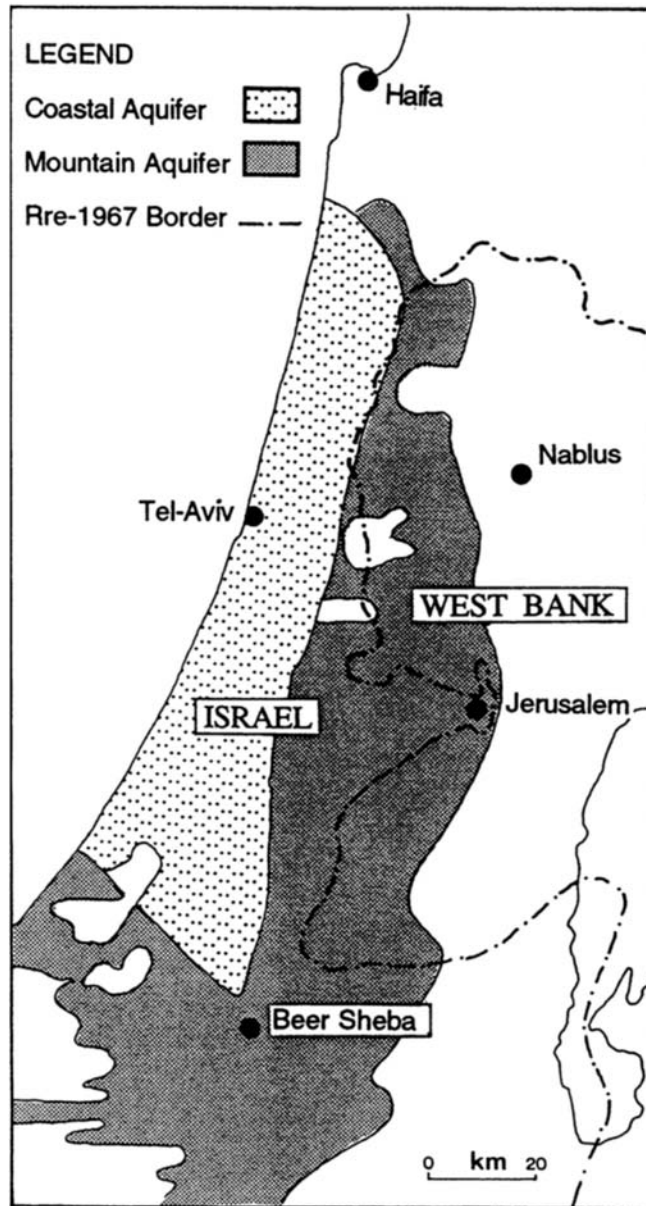 LEGEND
Coastal Aquifer
Mountain Aquifer
Rre-1967 Border
Haifa
Nablus
Tel-Aviv
WEST BANK
Jerusalem
ISRAEL
Beer Sheba
0 km 20